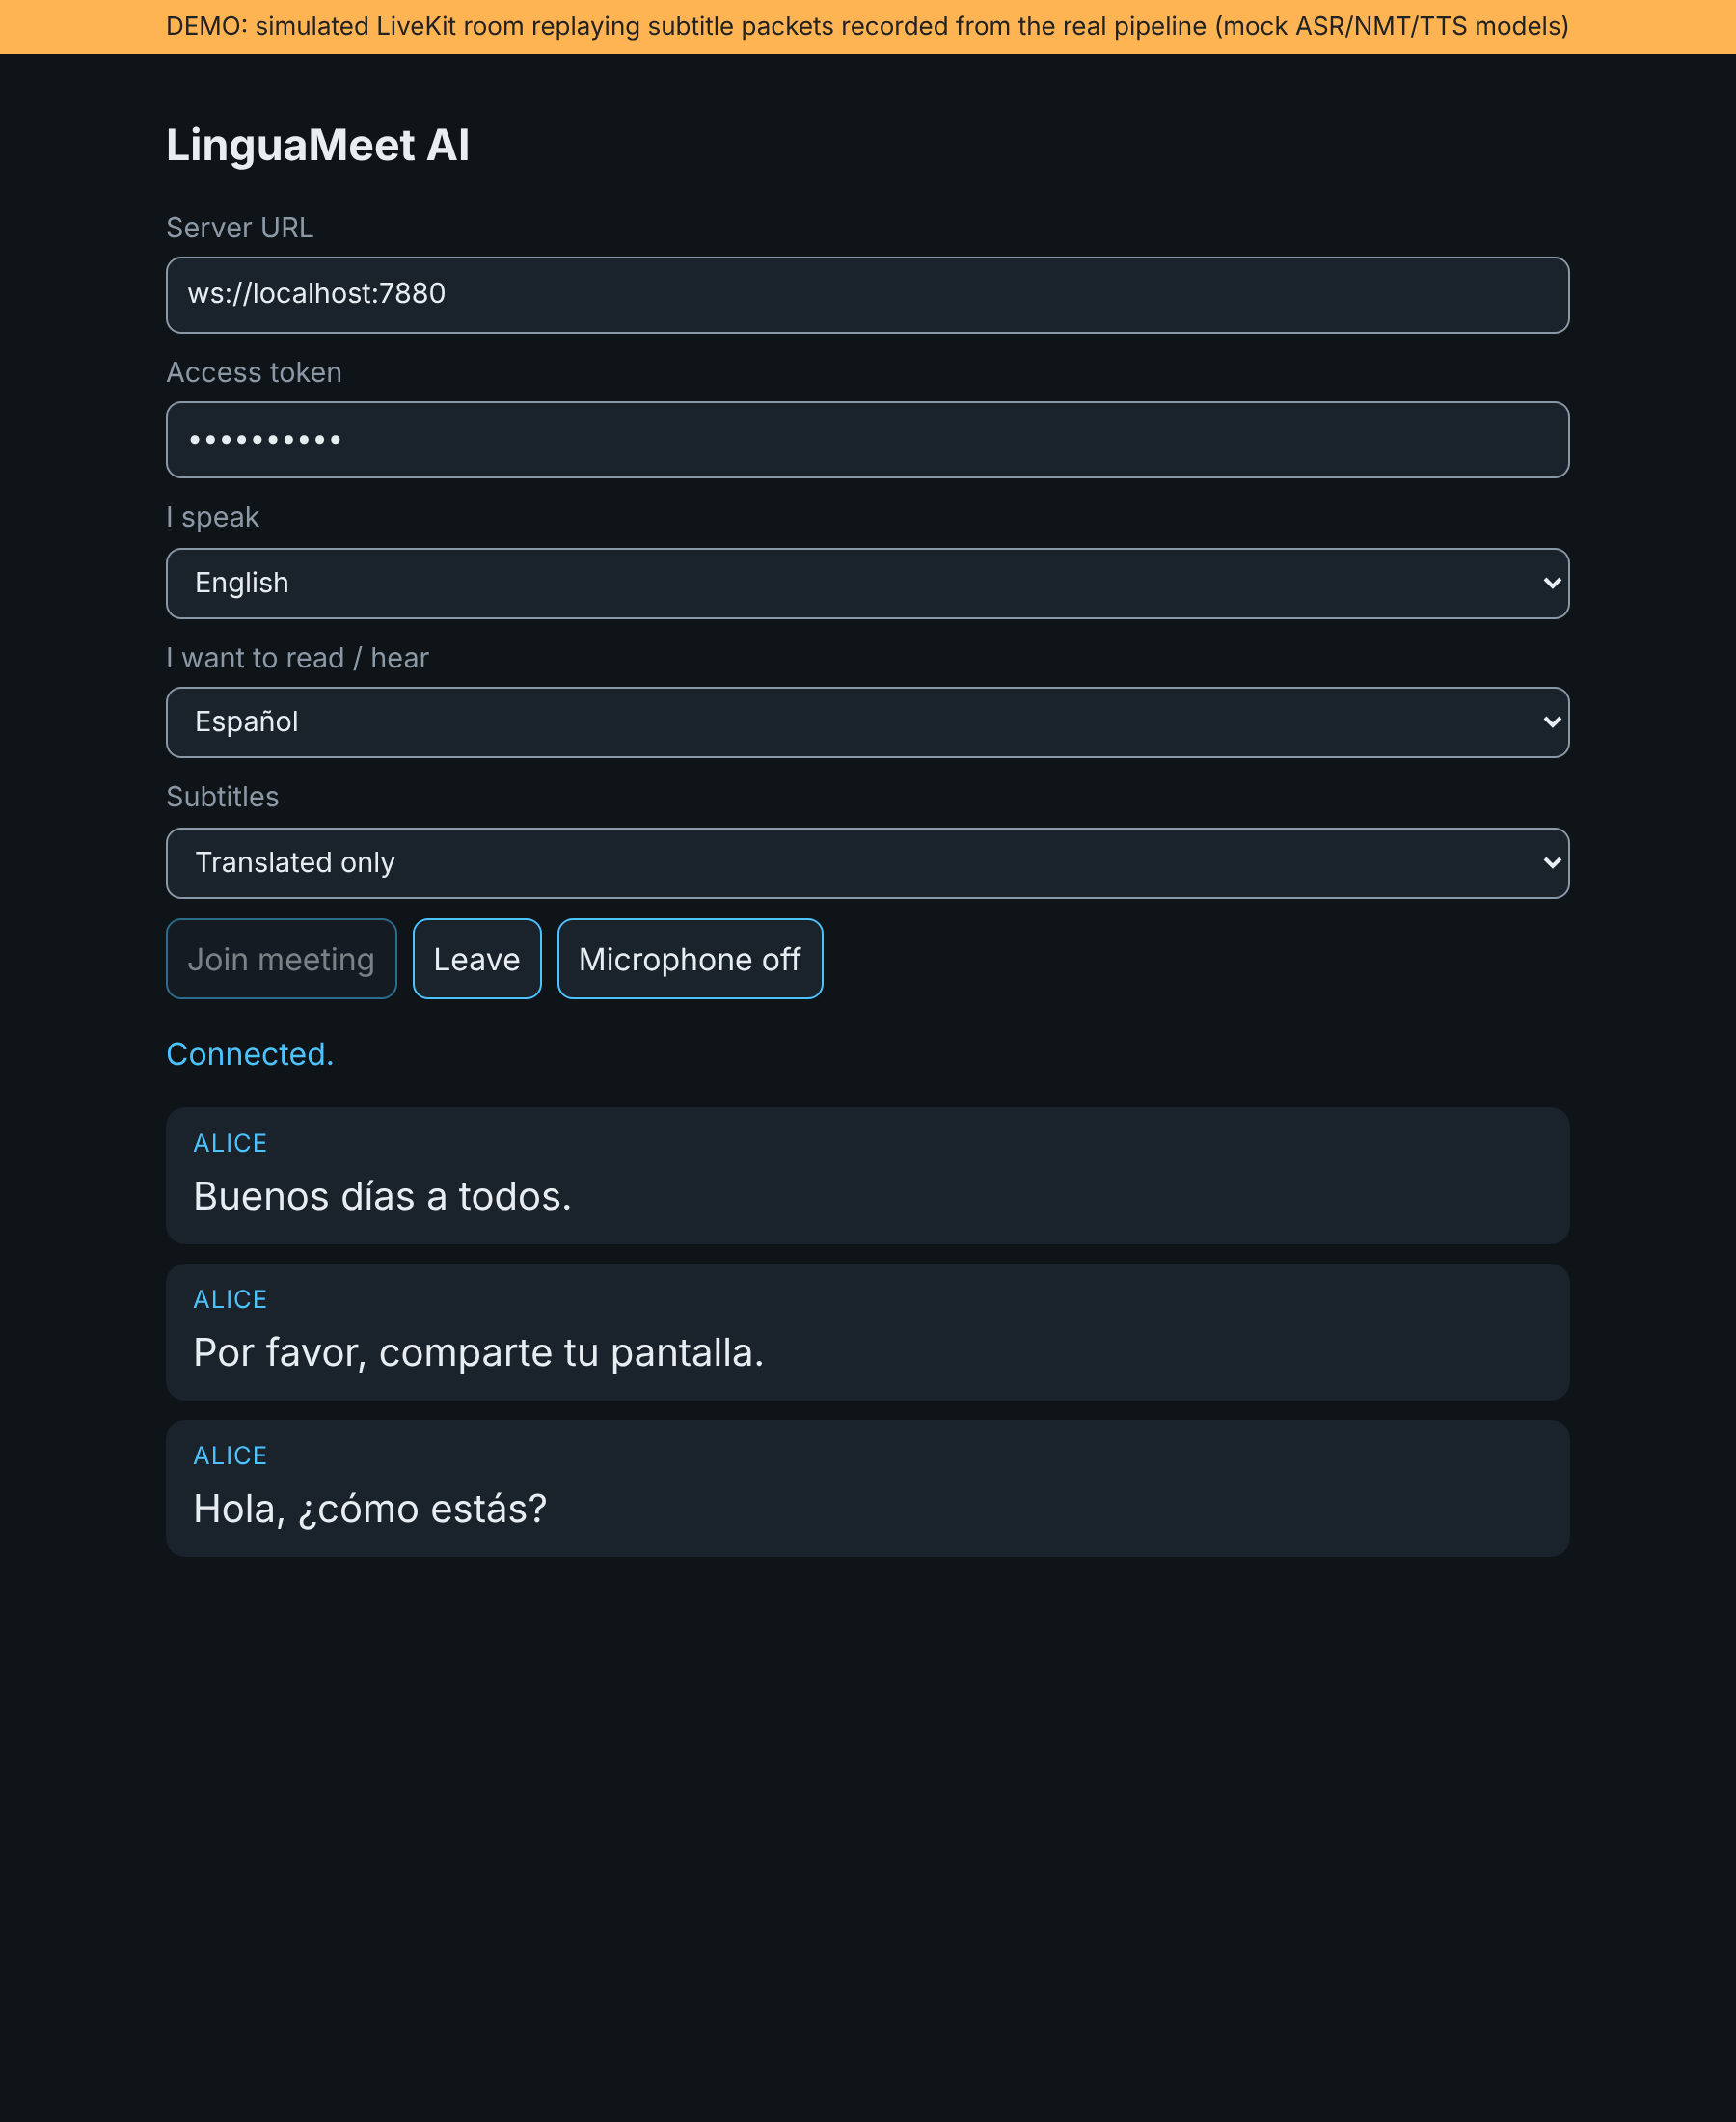 DEMO: simulated LiveKit room replaying subtitle packets recorded from the real pipeline (mock ASR/NMT/TTS models)
LinguaMeet AI
Server URL
ws://localhost:7880
Access token
••••••••••
I speak
English
I want to read / hear
Español
Subtitles
Translated only
Join meeting Leave Microphone off
Connected.
ALICE
Buenos días a todos.
ALICE
Por favor, comparte tu pantalla.
ALICE
Hola, ¿cómo estás?